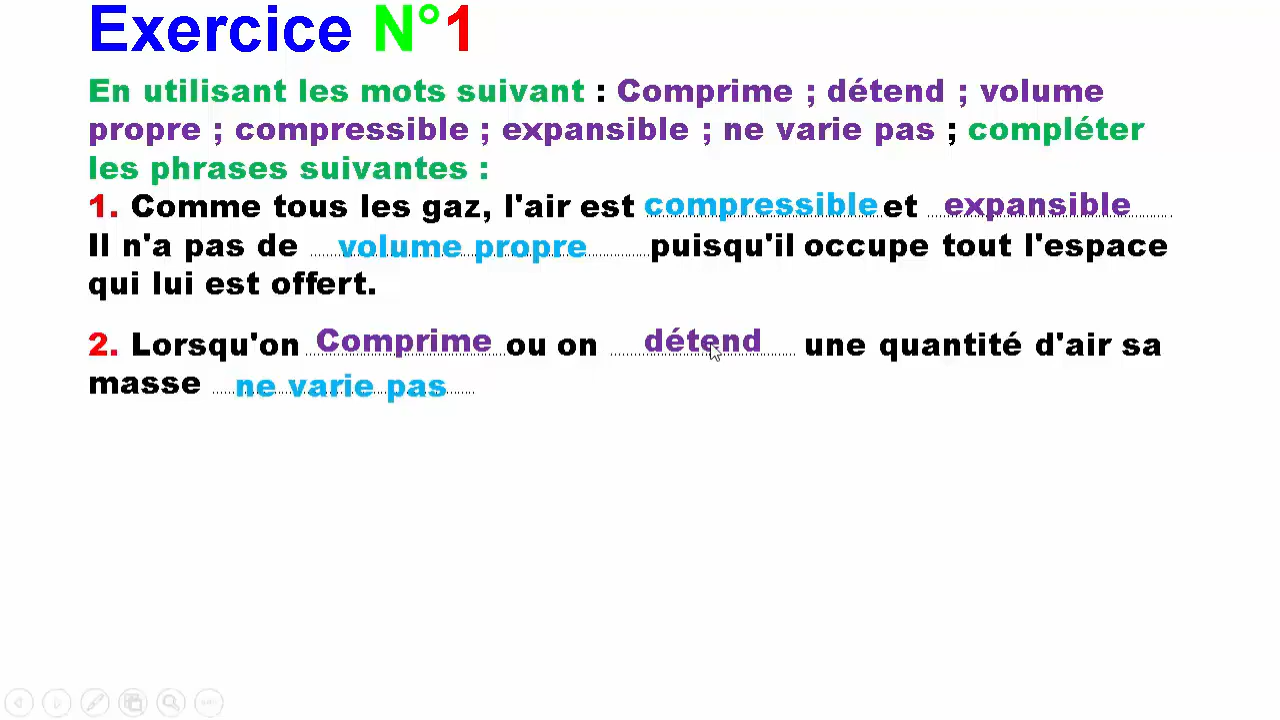 Exercice N°1
En utilisant les mots suivant : Comprime ; détend ; volume
propre ; compressible ; expansible ; ne varie pas ; compléter
les phrases suivantes :
1. Comme tous les gaz, l'air est compressible et expansible
Il n'a pas de volume propre puisqu'il occupe tout l'espace
qui lui est offert.
2. Lorsqu'on Comprime ou on détend une quantité d'air sa
masse ne varie pas